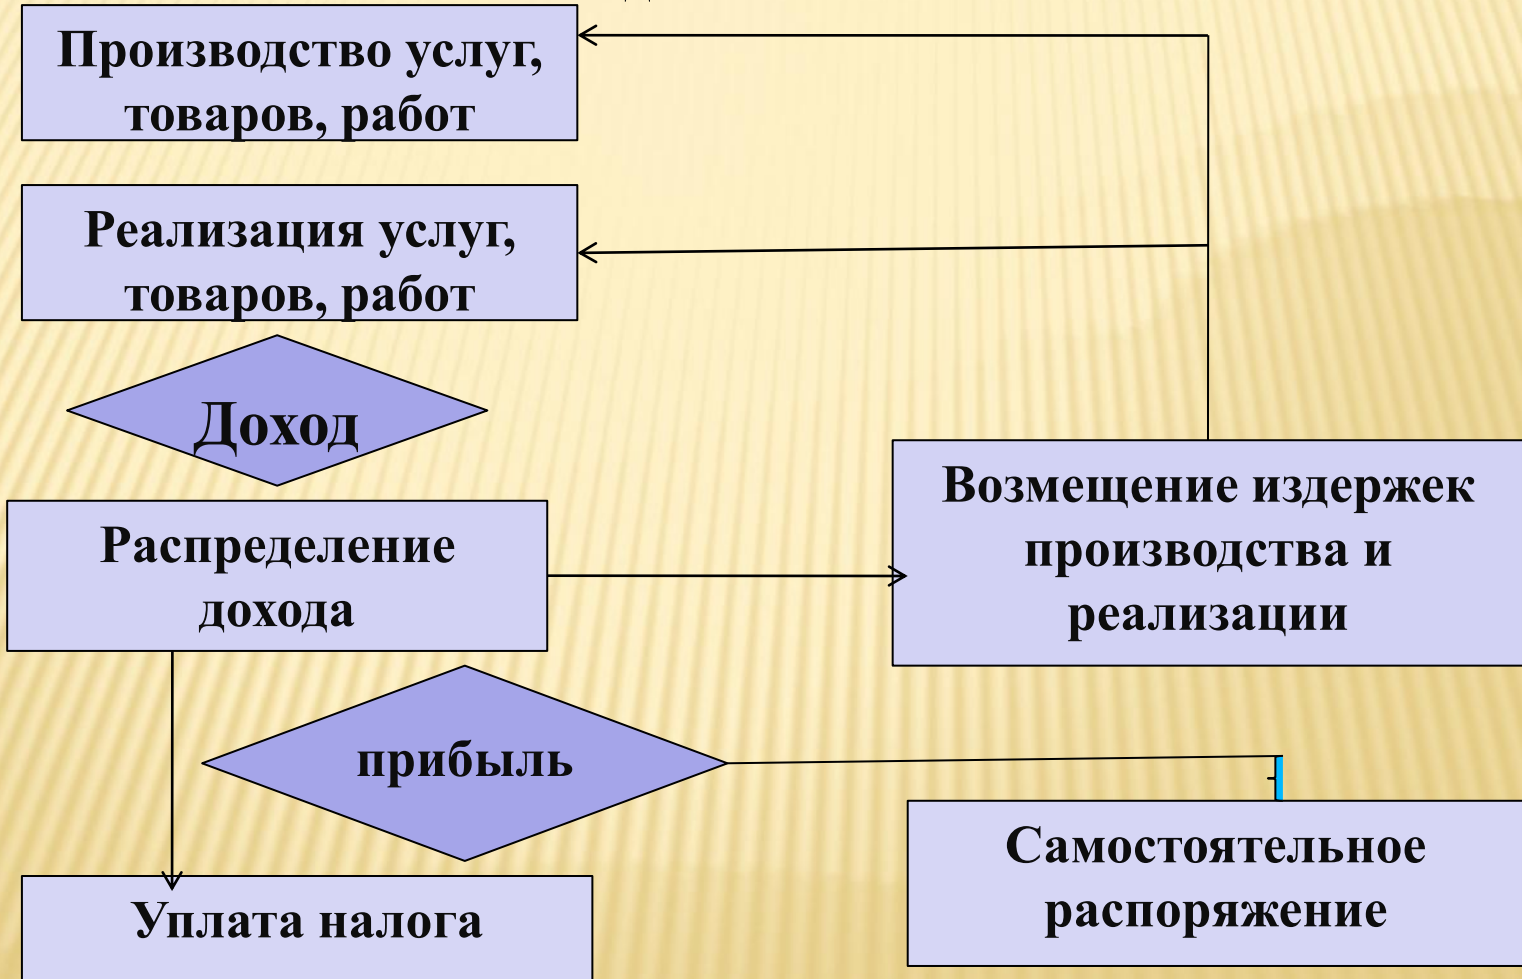 Производство услуг,
товаров, работ
Реализация услуг,
товаров, работ
Доход
Распределение
дохода
Возмещение издержек
производства и
реализации
прибыль
Самостоятельное
распоряжение
Уплата налога